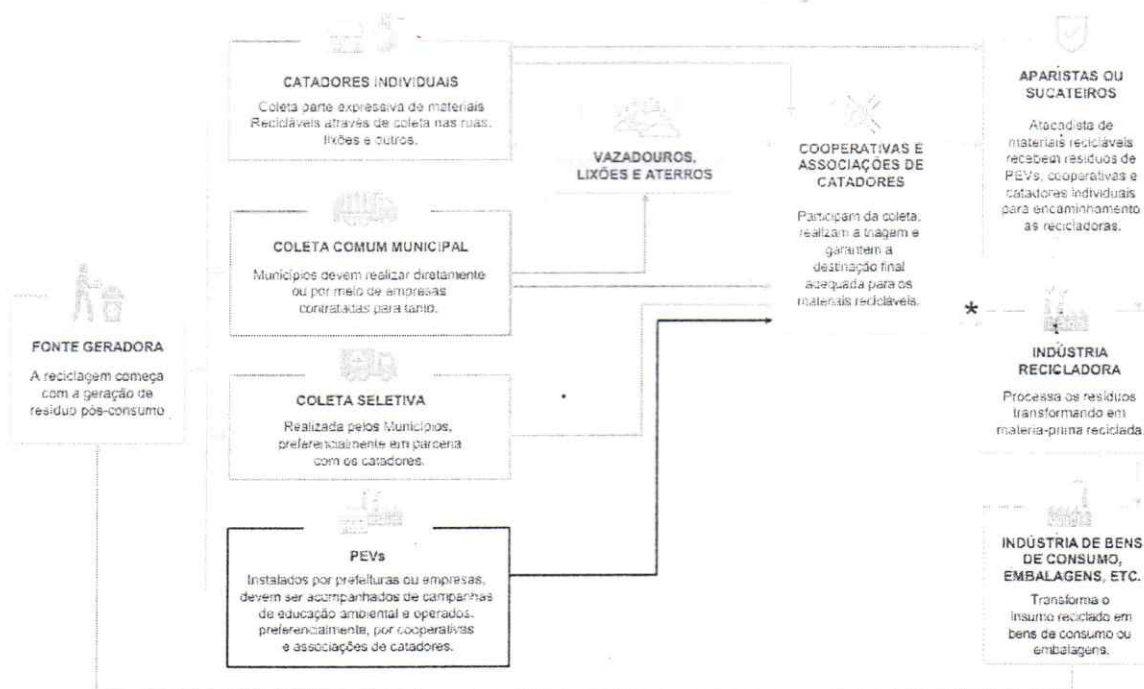 CATADORES INDIVIDUAIS
Coleta parte expressiva de materiais
Recicláveis através de coleta nas ruas,
lixões e outros.
COLETA COMUM MUNICIPAL
Municípios devem realizar diretamente
ou por meio de empresas
contratadas para tanto.
FONTE GERADORA
A reciclagem começa
com a geração de
resíduo pós-consumo
COLETA SELETIVA
Realizada pelos Municípios,
preferencialmente em parceria
com os catadores.
PEVs
Instalados por prefeituras ou empresas,
devem ser acompanhados de campanhas
de educação ambiental e operados,
preferencialmente, por cooperativas
e associações de catadores.
VAZADOUROS,
LIXÕES E ATERROS
COOPERATIVAS E
ASSOCIAÇÕES DE
CATADORES
Participam da coleta,
realizam a triagem e
garantem a
destinação final
adequada para os
materiais recicláveis.
*
APARISTAS OU
SUCATEIROS
Atacadista de
materiais recicláveis
recebem resíduos de
PEVs, cooperativas e
catadores individuais
para encaminhamento
as recicladoras.
INDÚSTRIA
RECICLADORA
Processa os resíduos
transformando em
materia-prima reciclada.
INDÚSTRIA DE BENS
DE CONSUMO,
EMBALAGENS, ETC.
Transforma o
insumo reciclado em
bens de consumo ou
embalagens.